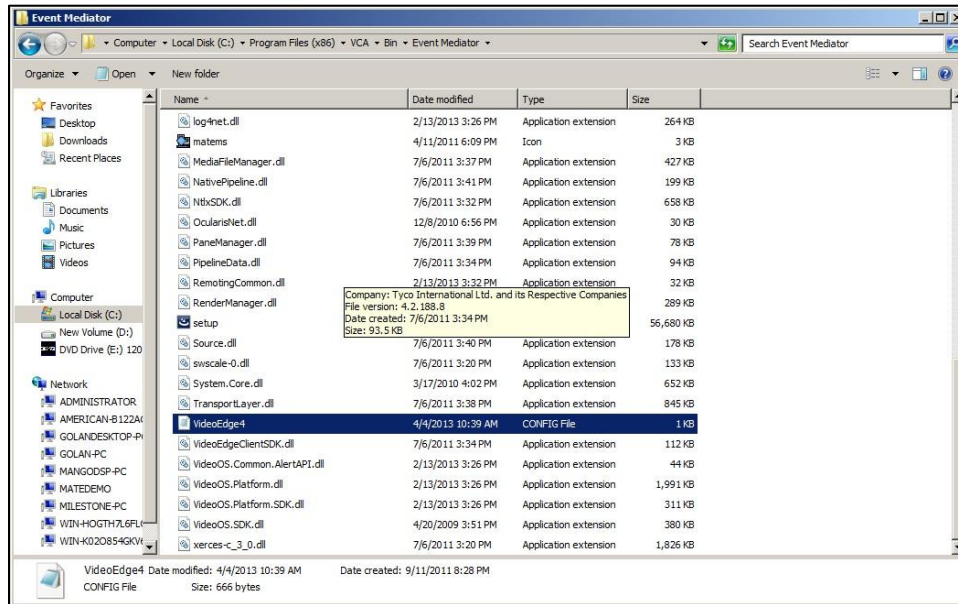 Event Mediator
Computer Local Disk (C:) Program Files (x86) VCA Bin Event Mediator
Search Event Mediator
Organize Open New folder
Favorites
Desktop
Downloads
Recent Places
Libraries
Documents
Music
Pictures
Videos
Computer
Local Disk (C:)
New Volume (D:)
DVD Drive (E:) 120
Network
ADMINISTRATOR
AMERICAN-B122A
GOLANDESKTOP-P
GOLAN-PC
MANGODSP-PC
MATEDEMO
MILESTONE-PC
WIN-HOGTH7L6FL
WIN-K02O854GKV
Name Date modified Type Size
log4net.dll 2/13/2013 3:26 PM Application extension 264 KB
matems 4/11/2011 6:09 PM Icon 3 KB
MediaFileManager.dll 7/6/2011 3:37 PM Application extension 427 KB
NativePipeline.dll 7/6/2011 3:41 PM Application extension 199 KB
NtlxSDK.dll 7/6/2011 3:32 PM Application extension 658 KB
OcularisNet.dll 12/8/2010 6:56 PM Application extension 30 KB
PaneManager.dll 7/6/2011 3:39 PM Application extension 78 KB
PipelineData.dll 7/6/2011 3:34 PM Application extension 94 KB
RemotingCommon.dll 2/13/2013 3:32 PM Application extension 32 KB
RenderManager.dll 289 KB
setup 56,680 KB
Company: Tyco International Ltd. and its Respective Companies
File version: 4.2.188.8
Date created: 7/6/2011 3:34 PM
Size: 93.5 KB
Source.dll 7/6/2011 3:40 PM Application extension 178 KB
swscale-0.dll 7/6/2011 3:20 PM Application extension 133 KB
System.Core.dll 3/17/2010 4:02 PM Application extension 652 KB
TransportLayer.dll 7/6/2011 3:38 PM Application extension 845 KB
VideoEdge4 4/4/2013 10:39 AM CONFIG File 1 KB
VideoEdgeClientSDK.dll 7/6/2011 3:34 PM Application extension 112 KB
VideoOS.Common.AlertAPI.dll 2/13/2013 3:26 PM Application extension 44 KB
VideoOS.Platform.dll 2/13/2013 3:26 PM Application extension 1,991 KB
VideoOS.Platform.SDK.dll 2/13/2013 3:26 PM Application extension 311 KB
VideoOS.SDK.dll 4/20/2009 3:51 PM Application extension 380 KB
xerces-c_3_0.dll 7/6/2011 3:20 PM Application extension 1,826 KB
VideoEdge4 Date modified: 4/4/2013 10:39 AM Date created: 9/11/2011 8:28 PM
CONFIG File Size: 666 bytes